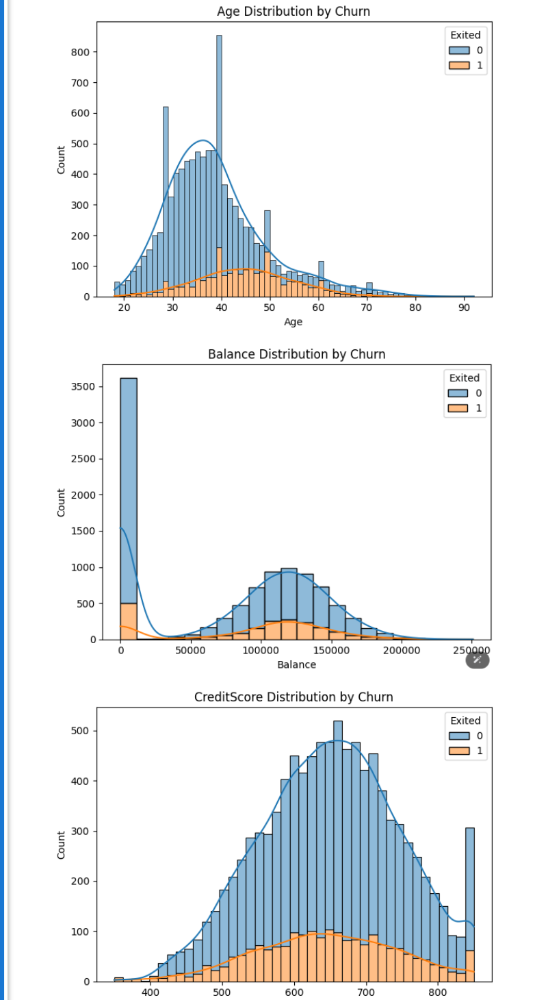 Age Distribution by Churn
Exited
0
1
800
700
600
500
400
300
200
100
0
Count
20 30 40 50 60 70 80 90
Age
Balance Distribution by Churn
Exited
0
1
3500
3000
2500
2000
1500
1000
500
0
Count
0 50000 100000 150000 200000 250000
Balance
CreditScore Distribution by Churn
Exited
0
1
500
400
300
200
100
0
Count
400 500 600 700 800